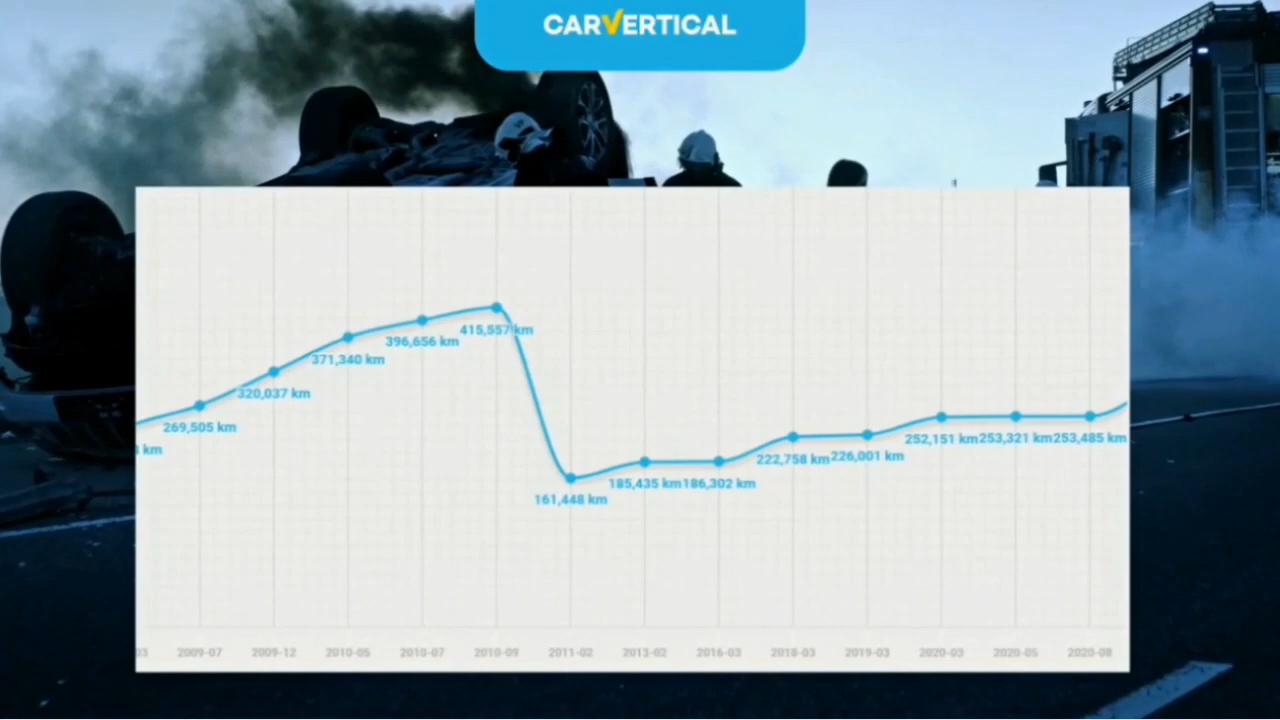 CARVERTICAL
415,557 km
396,656 km
371,340 km
320,037 km
269,505 km
km
252,151 km 253,321 km 253,485 km
222,758 km 226,001 km
185,435 km 186,302 km
161,448 km
03 2009-07 2009-12 2010-05 2010-07 2010-09 2011-02 2013-02 2016-03 2018-03 2019-03 2020-03 2020-05 2020-08